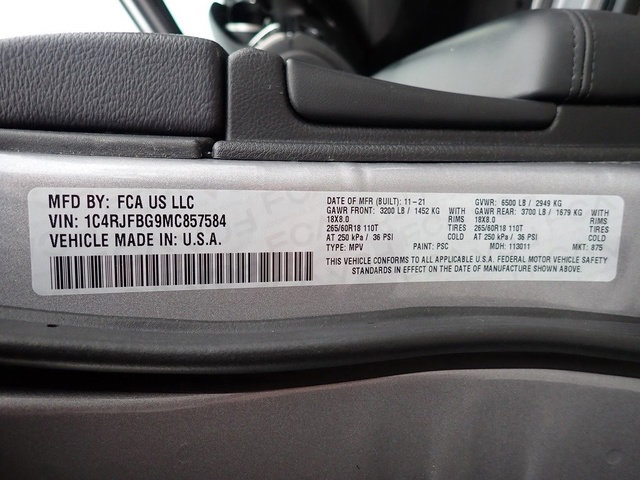 MFD BY: FCA US LLC
VIN: 1C4RJFBG9MC857584
VEHICLE MADE IN: U.S.A.
DATE OF MFR (BUILT): 11-21 GVWR: 6500 LB / 2949 KG
GAWR FRONT: 3200 LB / 1452 KG WITH GAWR REAR: 3700 LB / 1679 KG WITH
18X8.0 RIMS 18X8.0 RIMS
265/60R18 110T TIRES 265/60R18 110T TIRES
AT 250 kPa / 36 PSI COLD AT 250 kPa / 36 PSI COLD
TYPE: MPV PAINT: PSC MDH: 113011 MKT: 875
THIS VEHICLE CONFORMS TO ALL APPLICABLE U.S.A. FEDERAL MOTOR VEHICLE SAFETY
STANDARDS IN EFFECT ON THE DATE OF MANUFACTURE SHOWN ABOVE.